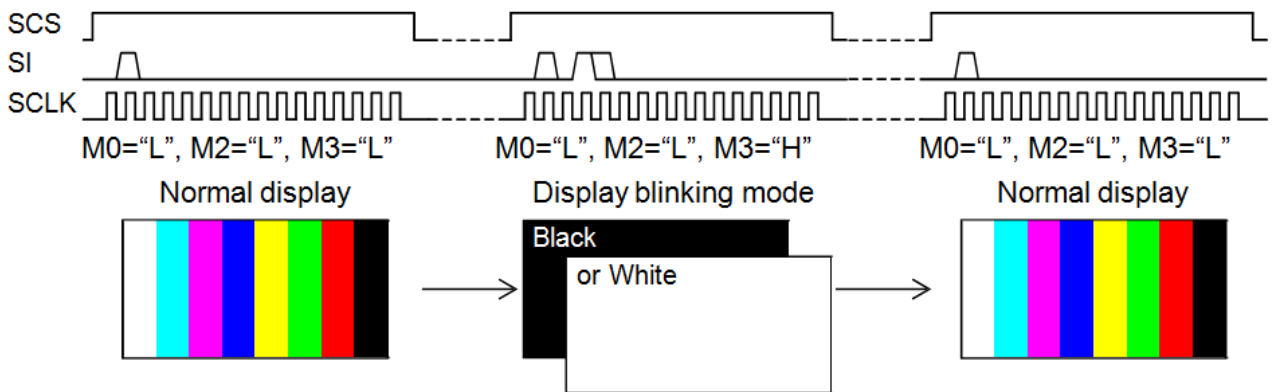 SCS
SI
SCLK
M0=“L”, M2=“L”, M3=“L”
M0=“L”, M2=“L”, M3=“H”
M0=“L”, M2=“L”, M3=“L”
Normal display
Display blinking mode
Normal display
Black
or White